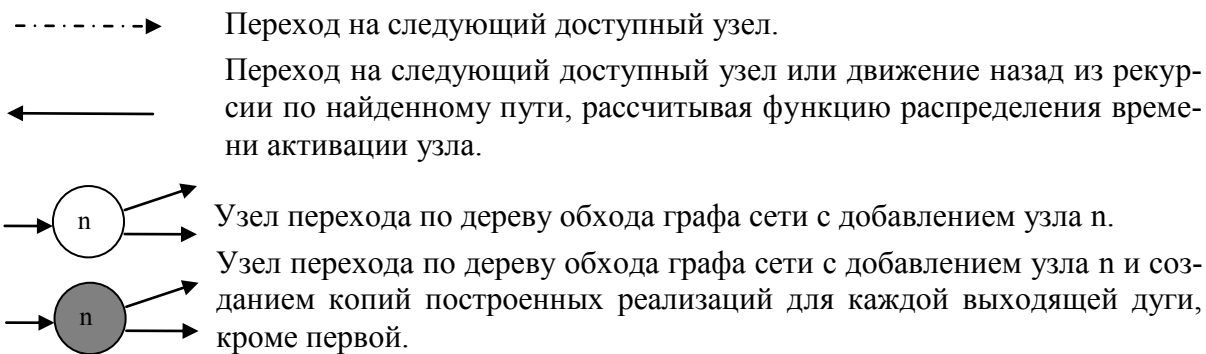 Переход на следующий доступный узел.
Переход на следующий доступный узел или движение назад из рекур-
сии по найденному пути, рассчитывая функцию распределения време-
ни активации узла.
n
Узел перехода по дереву обхода графа сети с добавлением узла n.
Узел перехода по дереву обхода графа сети с добавлением узла n и соз-
n
данием копий построенных реализаций для каждой выходящей дуги,
кроме первой.